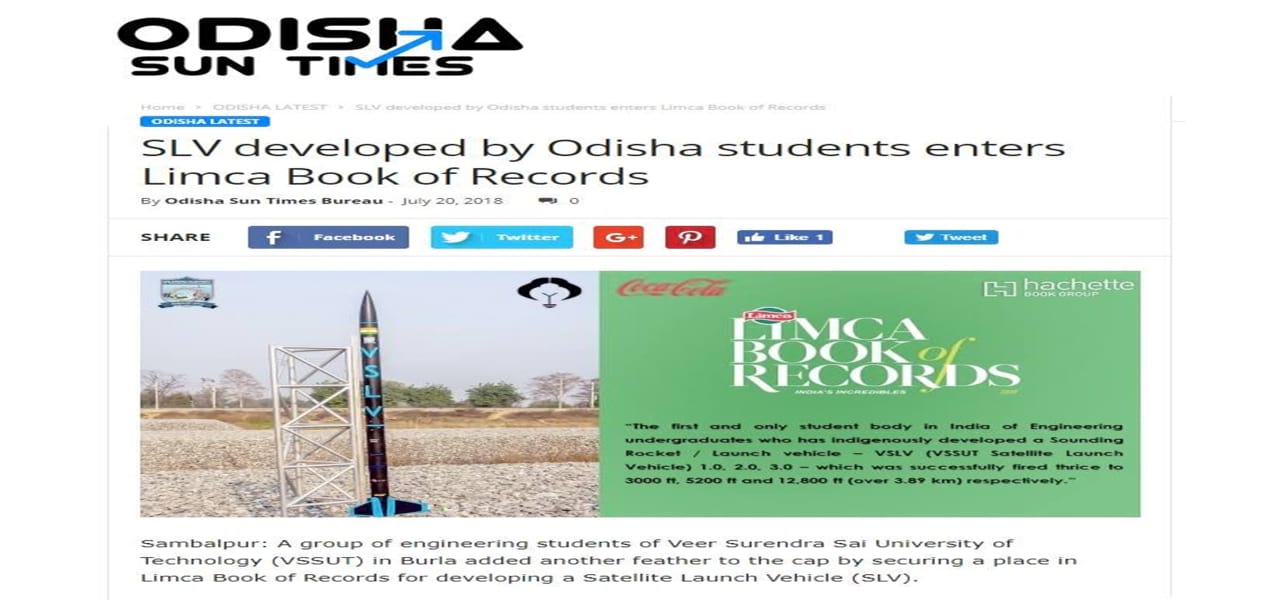 ODISHA
SUN TIMES
Home > ODISHA LATEST > SLV developed by Odisha students enters Limca Book of Records
ODISHA LATEST
SLV developed by Odisha students enters
Limca Book of Records
By Odisha Sun Times Bureau - July 20, 2018 0
SHARE f Facebook Twitter G+ Like 1 Tweet
Coca-Cola
hachette
BOOK GROUP
Limca
LIMCA
BOOK of
RECORDS
INDIA'S INCREDIBLES
VSLV
"The first and only student body in India of Engineering
undergraduates who has indigenously developed a Sounding
Rocket / Launch vehicle – VSLV (VSSUT Satellite Launch
Vehicle) 1.0, 2.0, 3.0 – which was successfully fired thrice to
3000 ft, 5200 ft and 12,800 ft (over 3.89 km) respectively."
Sambalpur: A group of engineering students of Veer Surendra Sai University of
Technology (VSSUT) in Burla added another feather to the cap by securing a place in
Limca Book of Records for developing a Satellite Launch Vehicle (SLV).